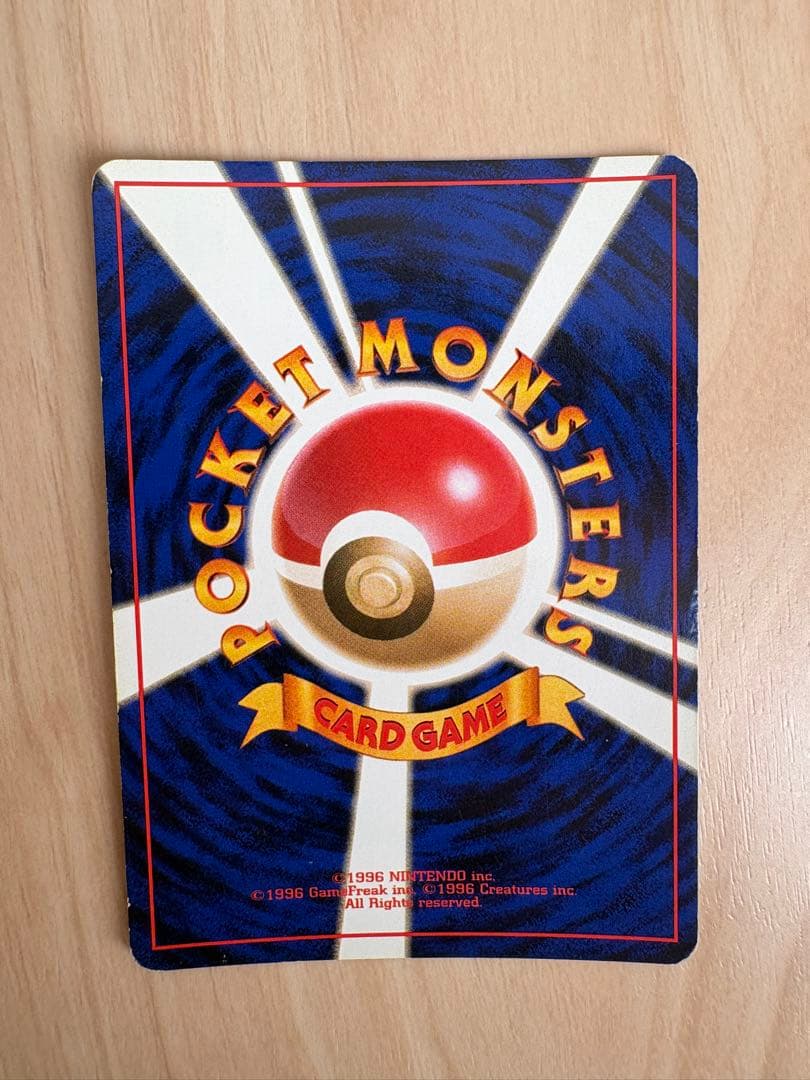 POCKET MONSTERS
CARD GAME
©1996 NINTENDO inc.
©1996 GameFreak inc. ©1996 Creatures inc.
All Rights reserved.